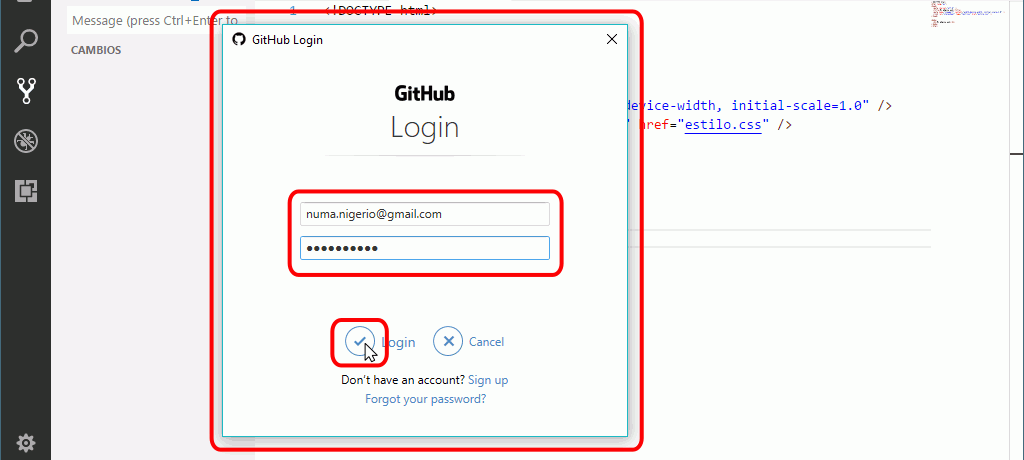 Message (press Ctrl+Enter to
1 <!DOCTYPE html>
CAMBIOS
GitHub Login
GitHub
Login
device-width, initial-scale=1.0" />
" href="estilo.css" />
numa.nigerio@gmail.com
••••••••••
Login Cancel
Don't have an account? Sign up
Forgot your password?